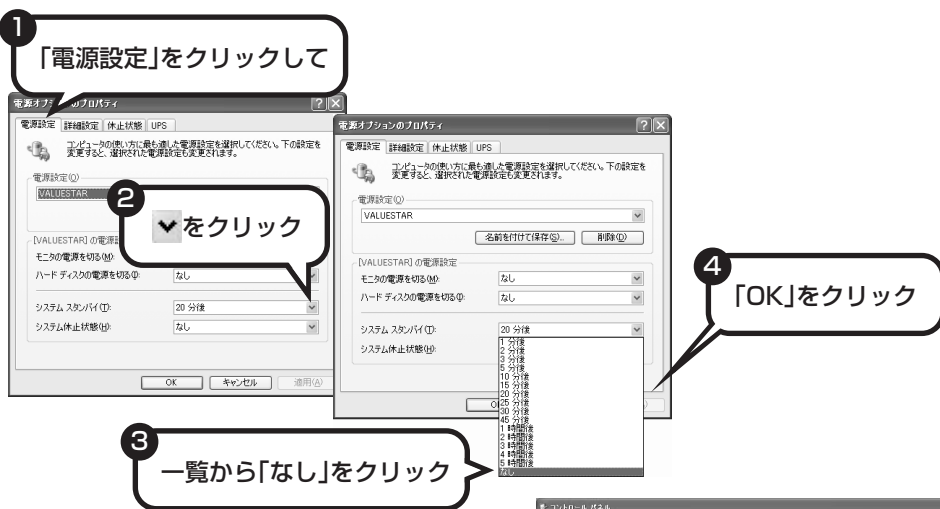 1
「電源設定」をクリックして
電源オプションのプロパティ
電源設定 詳細設定 休止状態 UPS
コンピュータの使い方に最も適した電源設定を選択してください。下の設定を
変更すると、選択された電源設定も変更されます。
電源設定(O)
VALUESTAR
2
をクリック
[VALUESTAR] の電源設
モニタの電源を切る(M):
ハード ディスクの電源を切る(I): なし
システム スタンバイ(T): 20 分後
システム休止状態(H): なし
OK キャンセル 適用(A)
電源オプションのプロパティ
電源設定 詳細設定 休止状態 UPS
コンピュータの使い方に最も適した電源設定を選択してください。下の設定を
変更すると、選択された電源設定も変更されます。
電源設定(O)
VALUESTAR
名前を付けて保存(S)... 削除(D)
[VALUESTAR] の電源設定
モニタの電源を切る(M): なし
ハード ディスクの電源を切る(I): なし
システム スタンバイ(T): 20 分後
システム休止状態(H):
1 分後
2 分後
3 分後
5 分後
10 分後
15 分後
20 分後
25 分後
30 分後
45 分後
1 時間後
2 時間後
3 時間後
4 時間後
5 時間後
なし
3
一覧から「なし」をクリック
4
「OK」をクリック
コントロール パネル